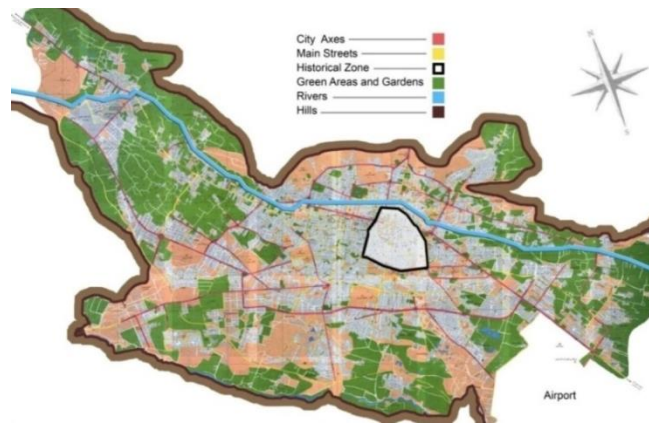 City Axes
Main Streets
Historical Zone
Green Areas and Gardens
Rivers
Hills
Airport